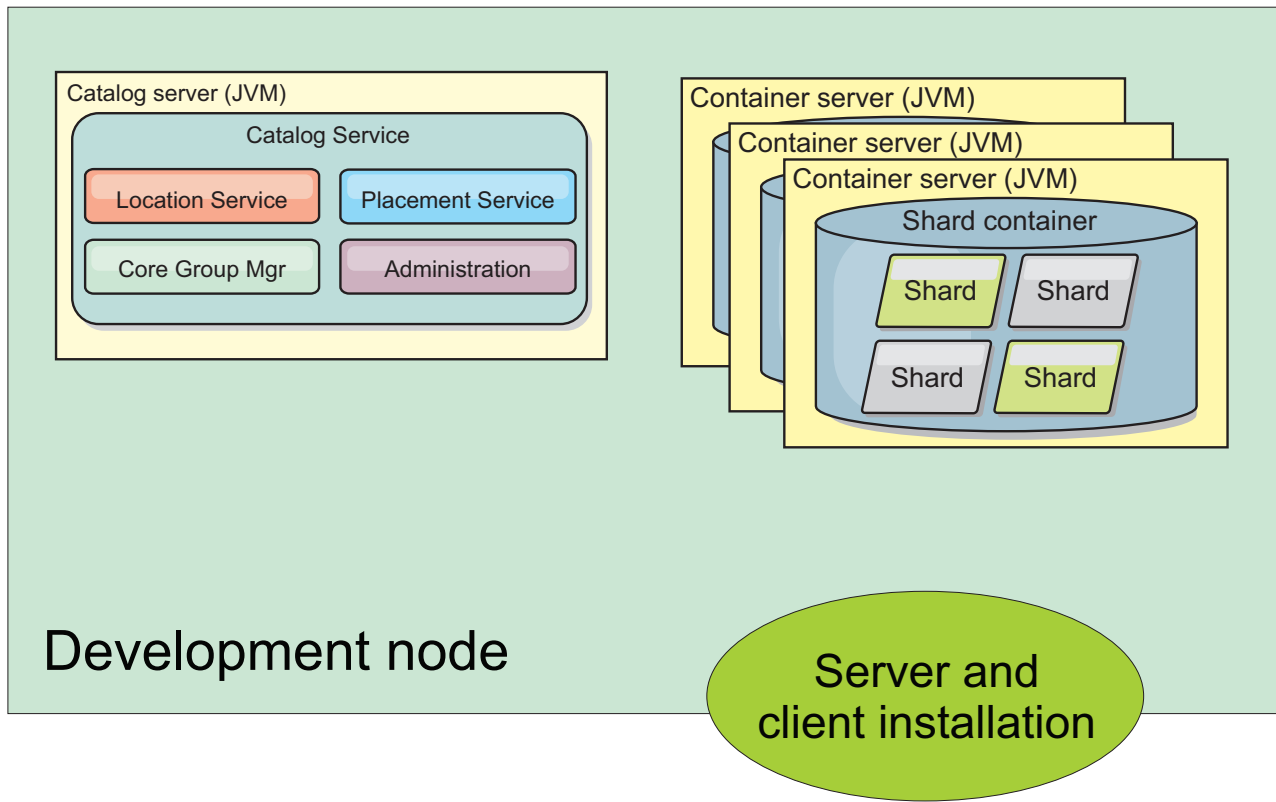 Catalog server (JVM)
Catalog Service
Location Service
Placement Service
Core Group Mgr
Administration
Container server (JVM)
Container server (JVM)
Container server (JVM)
Shard container
Shard
Shard
Shard
Shard
Development node
Server and
client installation